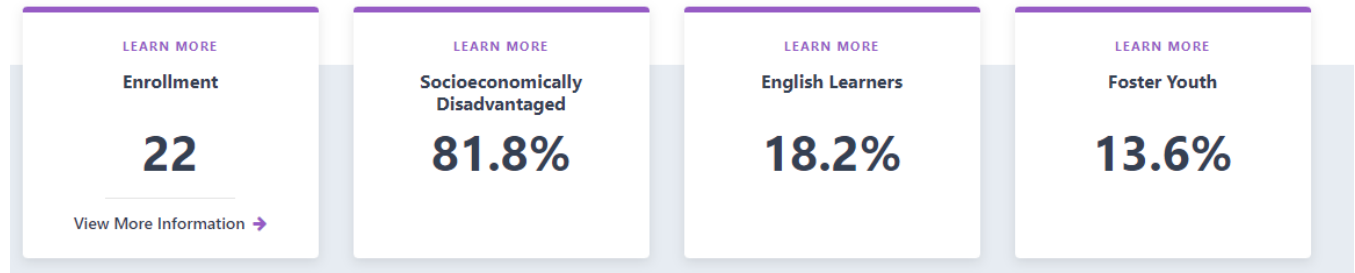 LEARN MORE
Enrollment
22
View More Information
LEARN MORE
Socioeconomically
Disadvantaged
81.8%
LEARN MORE
English Learners
18.2%
LEARN MORE
Foster Youth
13.6%